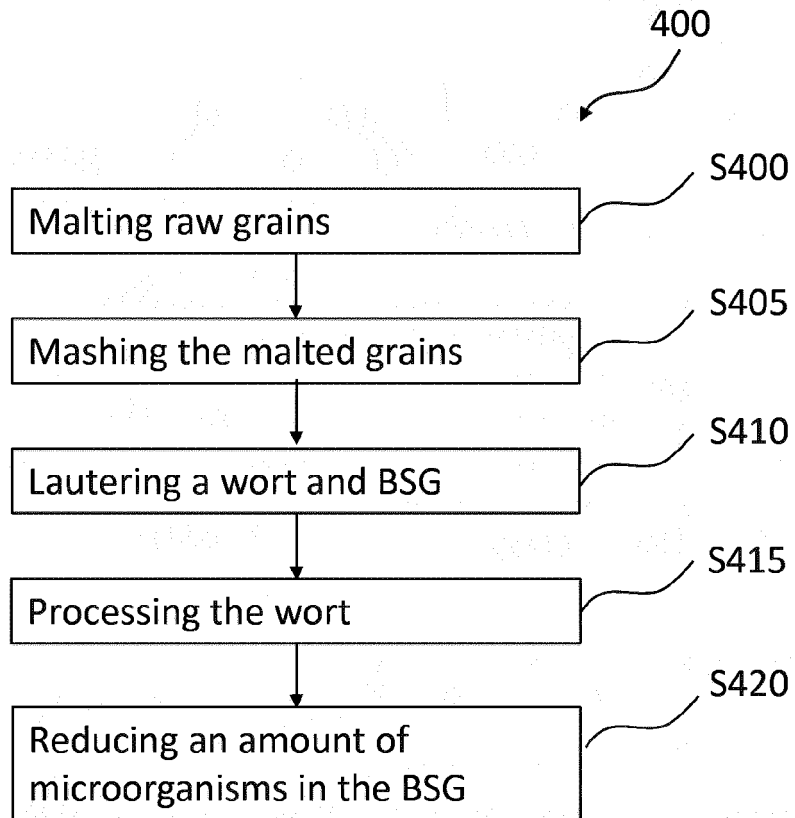 400
S400
Malting raw grains
S405
Mashing the malted grains
S410
Lautering a wort and BSG
S415
Processing the wort
S420
Reducing an amount of
microorganisms in the BSG